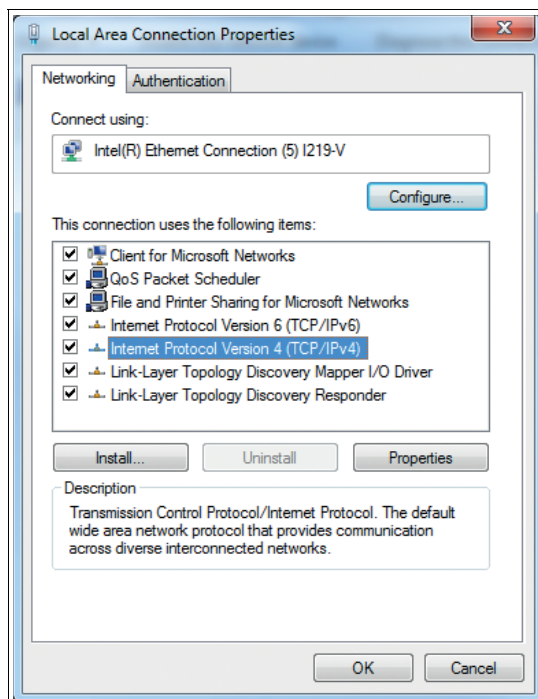 Local Area Connection Properties
Networking
Authentication
Connect using:
Intel(R) Ethernet Connection (5) I219-V
Configure...
This connection uses the following items:
Client for Microsoft Networks
QoS Packet Scheduler
File and Printer Sharing for Microsoft Networks
Internet Protocol Version 6 (TCP/IPv6)
Internet Protocol Version 4 (TCP/IPv4)
Link-Layer Topology Discovery Mapper I/O Driver
Link-Layer Topology Discovery Responder
Install...
Uninstall
Properties
Description
Transmission Control Protocol/Internet Protocol. The default
wide area network protocol that provides communication
across diverse interconnected networks.
OK
Cancel